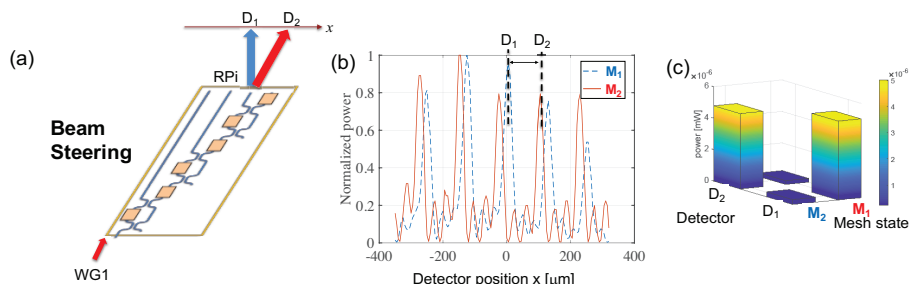 (a)
D1
D2
x
RPi
Beam
Steering
WG1
(b)
D1
D2
M1
M2
Normalized power
1
0.8
0.6
0.4
0.2
0
-400
-200
0
200
400
Detector position x [µm]
(c)
×10⁻⁶
6
4
2
0
power [mW]
D2
D1
Detector
M2
M1
Mesh state
×10⁻⁶
5
4
3
2
1